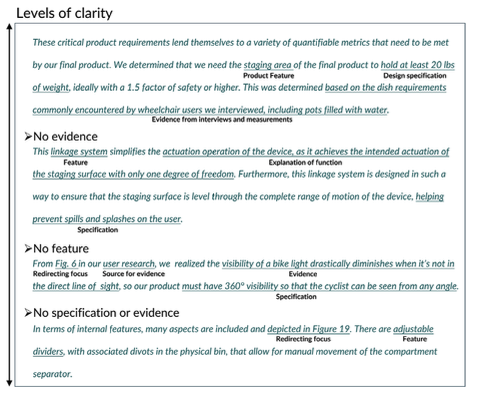 Levels of clarity
These critical product requirements lend themselves to a variety of quantifiable metrics that need to be met
by our final product. We determined that we need the staging area of the final product to hold at least 20 lbs
Product Feature Design specification
of weight, ideally with a 1.5 factor of safety or higher. This was determined based on the dish requirements
commonly encountered by wheelchair users we interviewed, including pots filled with water.
Evidence from interviews and measurements
➢No evidence
This linkage system simplifies the actuation operation of the device, as it achieves the intended actuation of
Feature Explanation of function
the staging surface with only one degree of freedom. Furthermore, this linkage system is designed in such a
way to ensure that the staging surface is level through the complete range of motion of the device, helping
prevent spills and splashes on the user.
Specification
➢No feature
From Fig. 6 in our user research, we realized the visibility of a bike light drastically diminishes when it's not in
Redirecting focus Source for evidence Evidence
the direct line of sight, so our product must have 360° visibility so that the cyclist can be seen from any angle.
Specification
➢No specification or evidence
In terms of internal features, many aspects are included and depicted in Figure 19. There are adjustable
Redirecting focus Feature
dividers, with associated divots in the physical bin, that allow for manual movement of the compartment
separator.